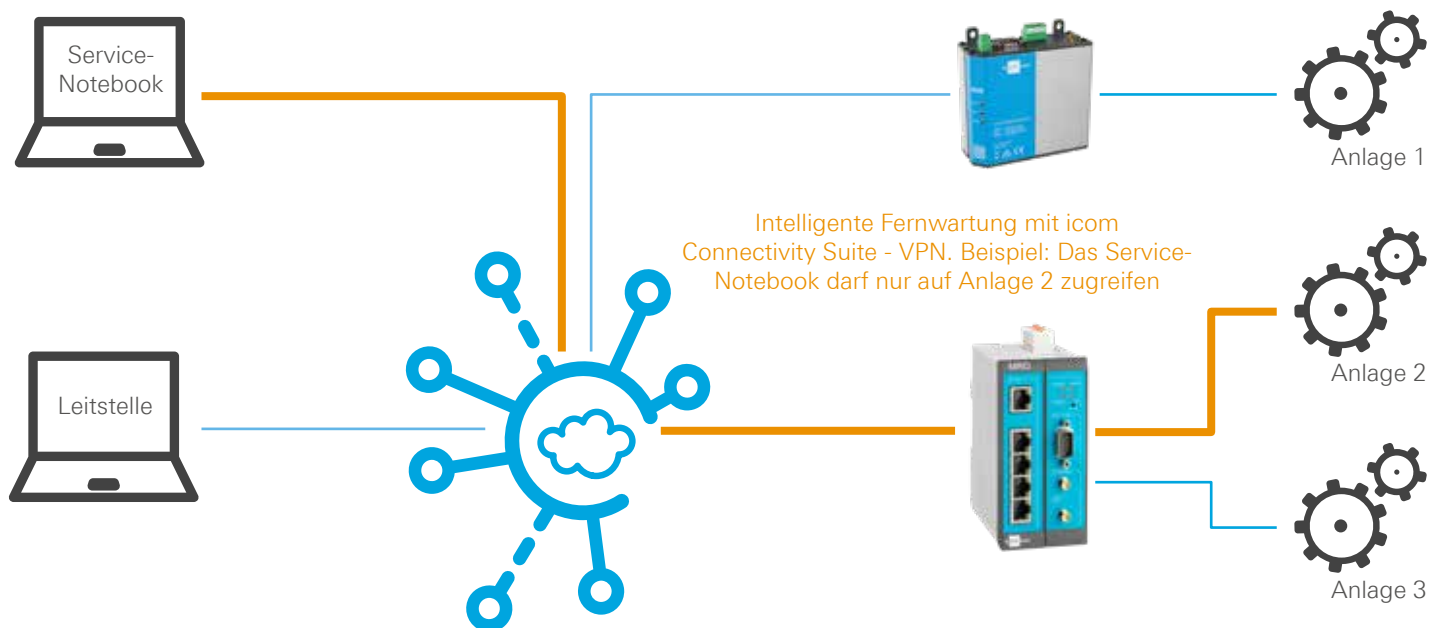 Service-
Notebook
Anlage 1
Intelligente Fernwartung mit icom
Connectivity Suite - VPN. Beispiel: Das Service-
Notebook darf nur auf Anlage 2 zugreifen
Anlage 2
Leitstelle
Anlage 3